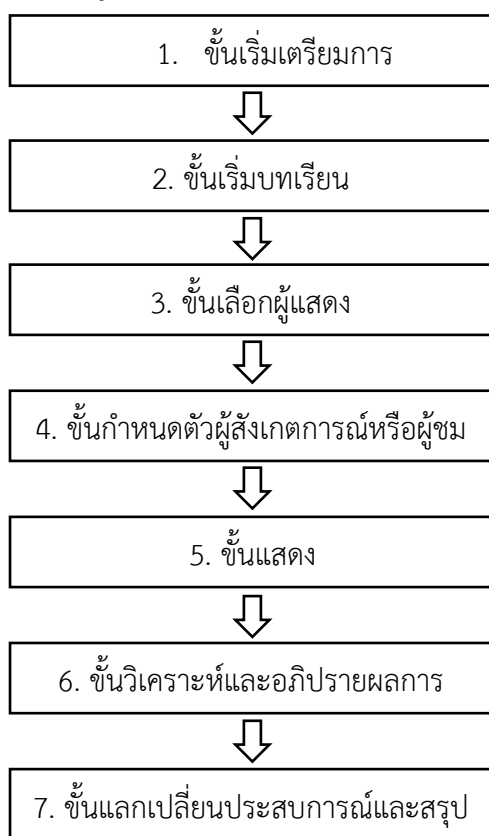 1. ขั้นเริ่มเตรียมการ
2. ขั้นเริ่มบทเรียน
3. ขั้นเลือกผู้แสดง
4. ขั้นกำหนดตัวผู้สังเกตการณ์หรือผู้ชม
5. ขั้นแสดง
6. ขั้นวิเคราะห์และอภิปรายผลการ
7. ขั้นแลกเปลี่ยนประสบการณ์และสรุป